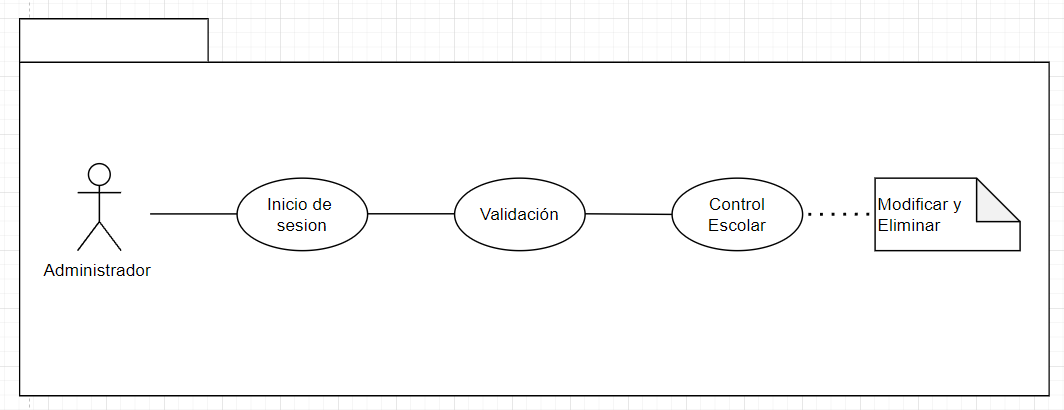 Inicio de
sesion
Validación
Control
Escolar
Modificar y
Eliminar
Administrador